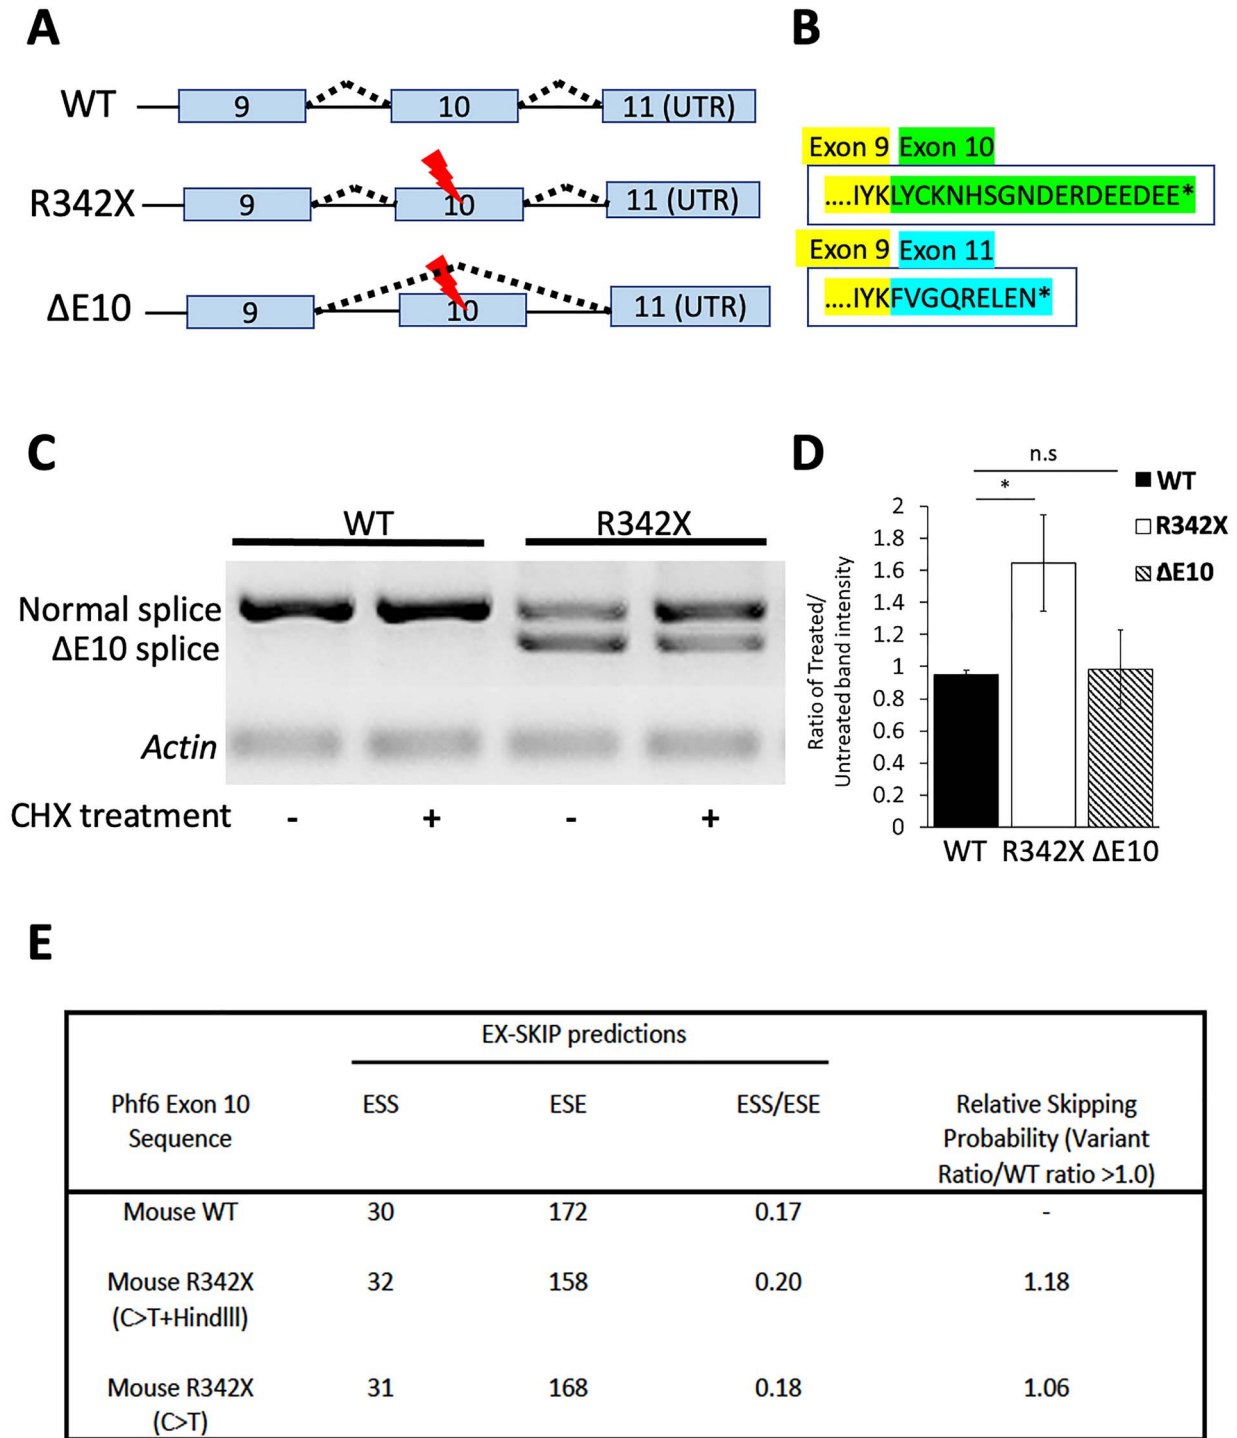 A
WT
9
10
11 (UTR)
R342X
9
10
11 (UTR)
ΔE10
9
10
11 (UTR)
B
Exon 9 Exon 10
....IYKLYCKNHSGNDERDEEDEE*
Exon 9 Exon 11
....IYKFVGQRELEN*
C
WT
R342X
Normal splice
ΔE10 splice
Actin
CHX treatment - + - +
D
n.s
*
WT
R342X
ΔE10
Ratio of Treated/
Untreated band intensity
2
1.8
1.6
1.4
1.2
1
0.8
0.6
0.4
0.2
0
WT R342X ΔE10
E
EX-SKIP predictions
Phf6 Exon 10 ESS ESE ESS/ESE Relative Skipping
Sequence Probability (Variant
Ratio/WT ratio >1.0)
Mouse WT 30 172 0.17 -
Mouse R342X 32 158 0.20 1.18
(C>T+HindIII)
Mouse R342X 31 168 0.18 1.06
(C>T)